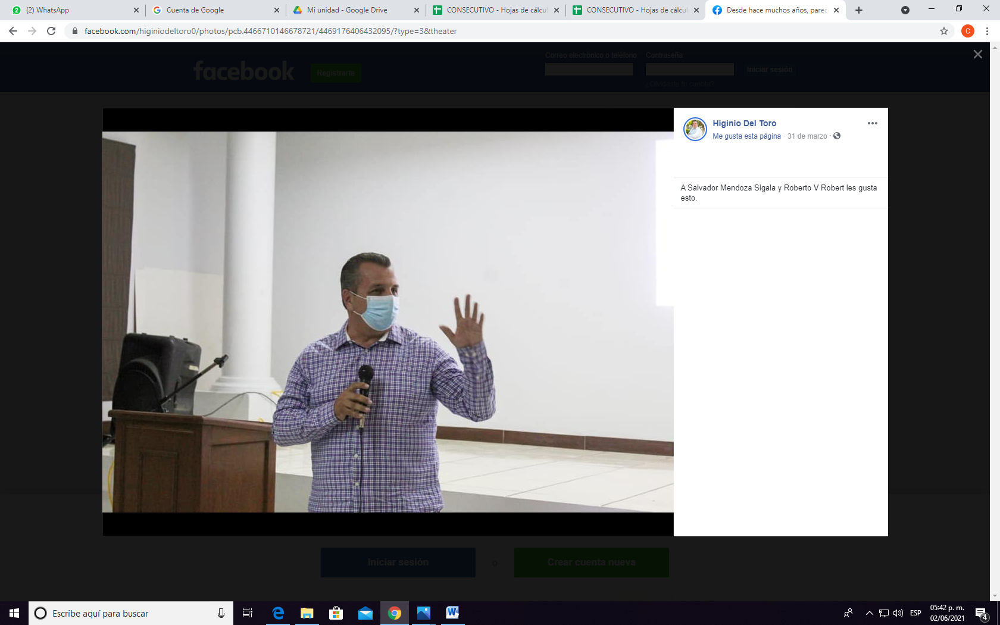 (2) WhatsApp
Cuenta de Google
Mi unidad - Google Drive
CONSECUTIVO - Hojas de cálcul
CONSECUTIVO - Hojas de cálcul
Desde hace muchos años, parec
facebook.com/higiniodeltoro0/photos/pcb.4466710146678721/4469176406432095/?type=3&theater
C
facebook
Registrarte
Correo electrónico o teléfono
Contraseña
Iniciar sesión
¿Olvidaste tu cuenta?
Higinio Del Toro
Me gusta esta página · 31 de marzo ·
A Salvador Mendoza Sigala y Roberto V Robert les gusta
esto.
Iniciar sesión
o
Crear cuenta nueva
Escribe aquí para buscar
ESP
05:42 p. m.
02/06/2021
4